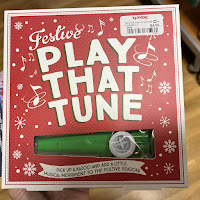 Festive
PLAY
THAT
TUNE
PICK UP A KAZOO AND ADD A LITTLE
MUSICAL MERRIMENT TO THE FESTIVE SEASON!